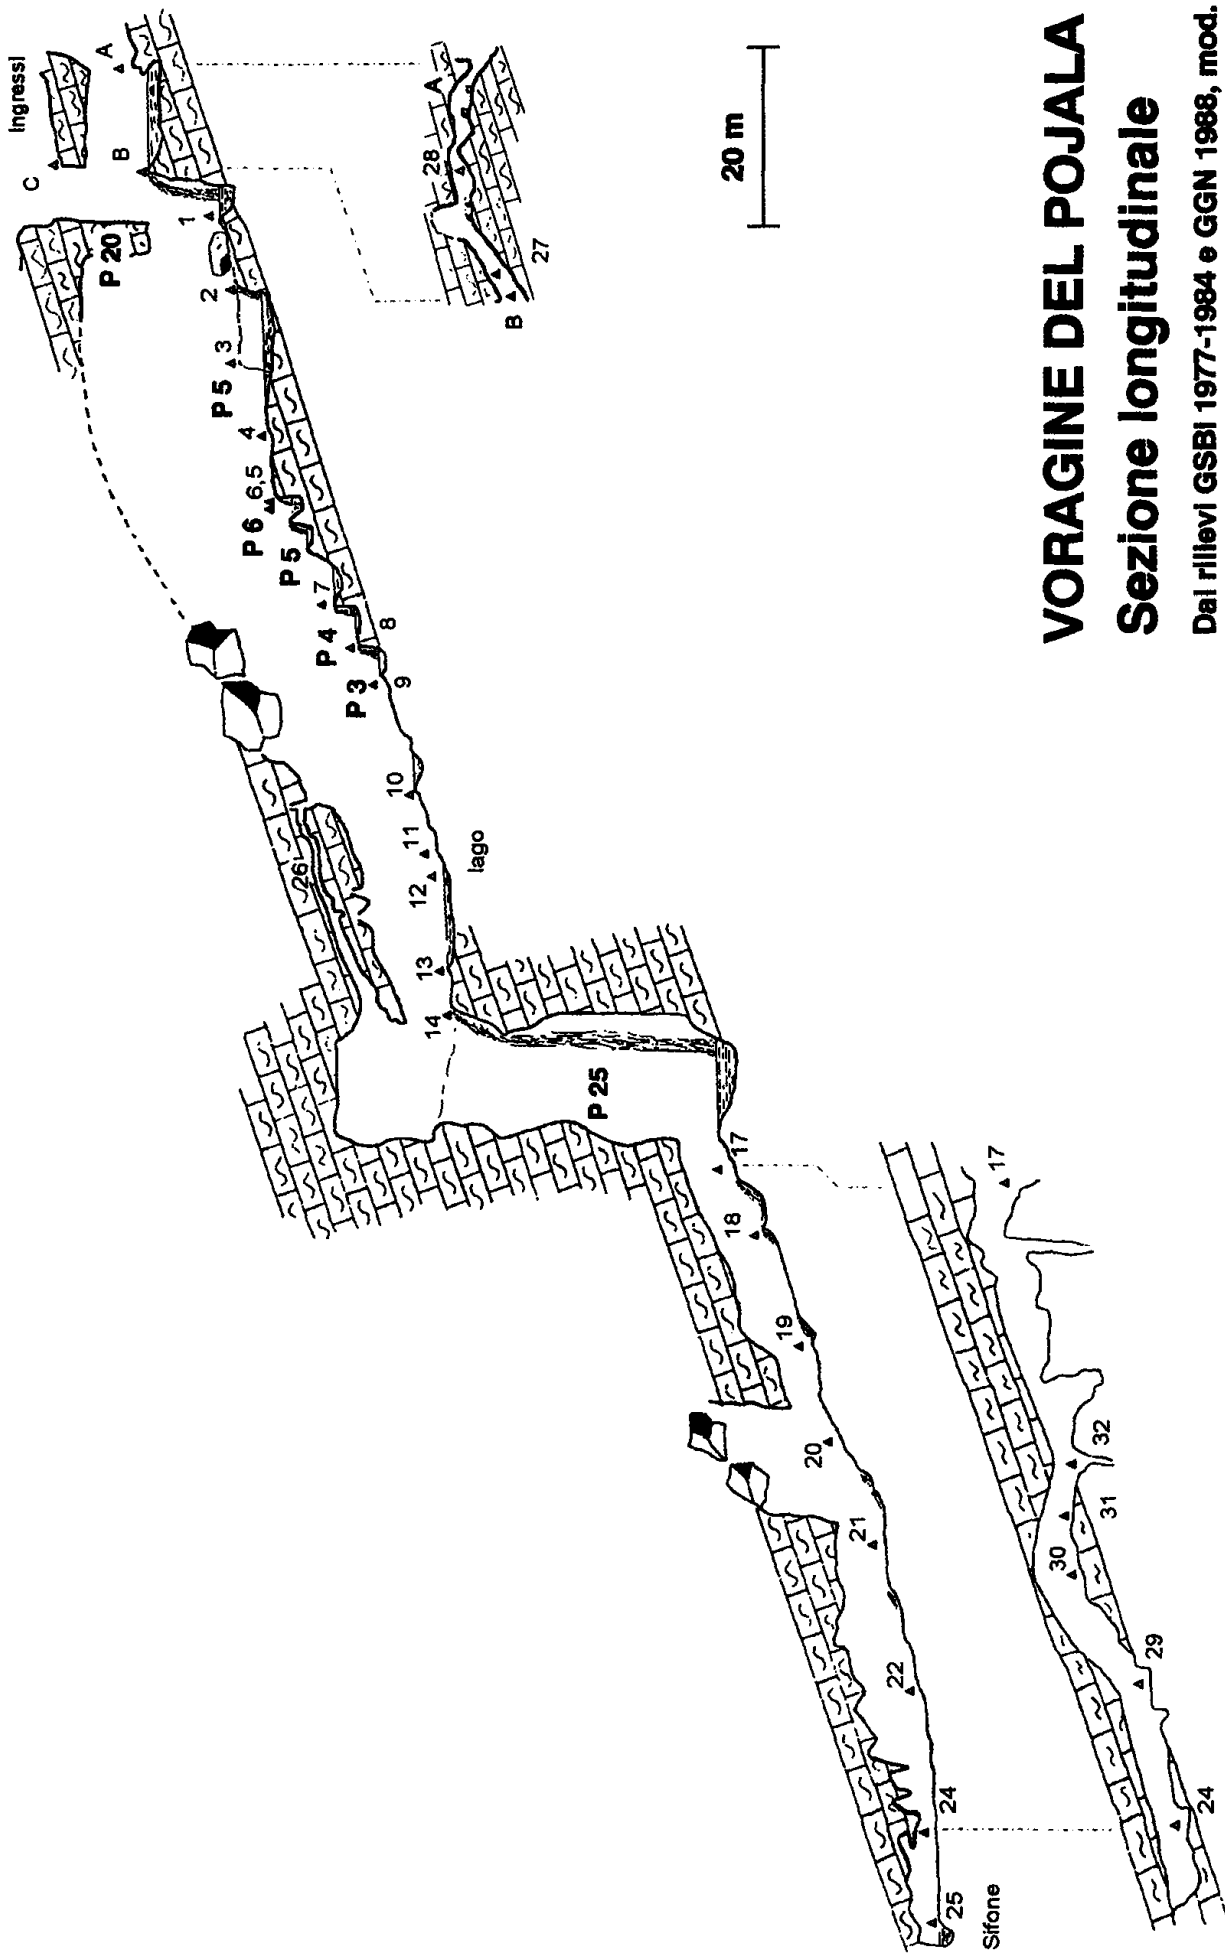 Ingressi
A
C
B
P 20
1
2
3
P 5
4
6,5
P 6
P 5
7
P 4
8
P 3
9
10
11
12
lago
26
13
14
P 25
17
18
19
20
21
22
24
25
Sifone
A
28
B
27
17
32
31
30
29
24
20 m
VORAGINE DEL POJALA
Sezione longitudinale
Dai rilievi GSBi 1977-1984 e GGN 1988, mod.